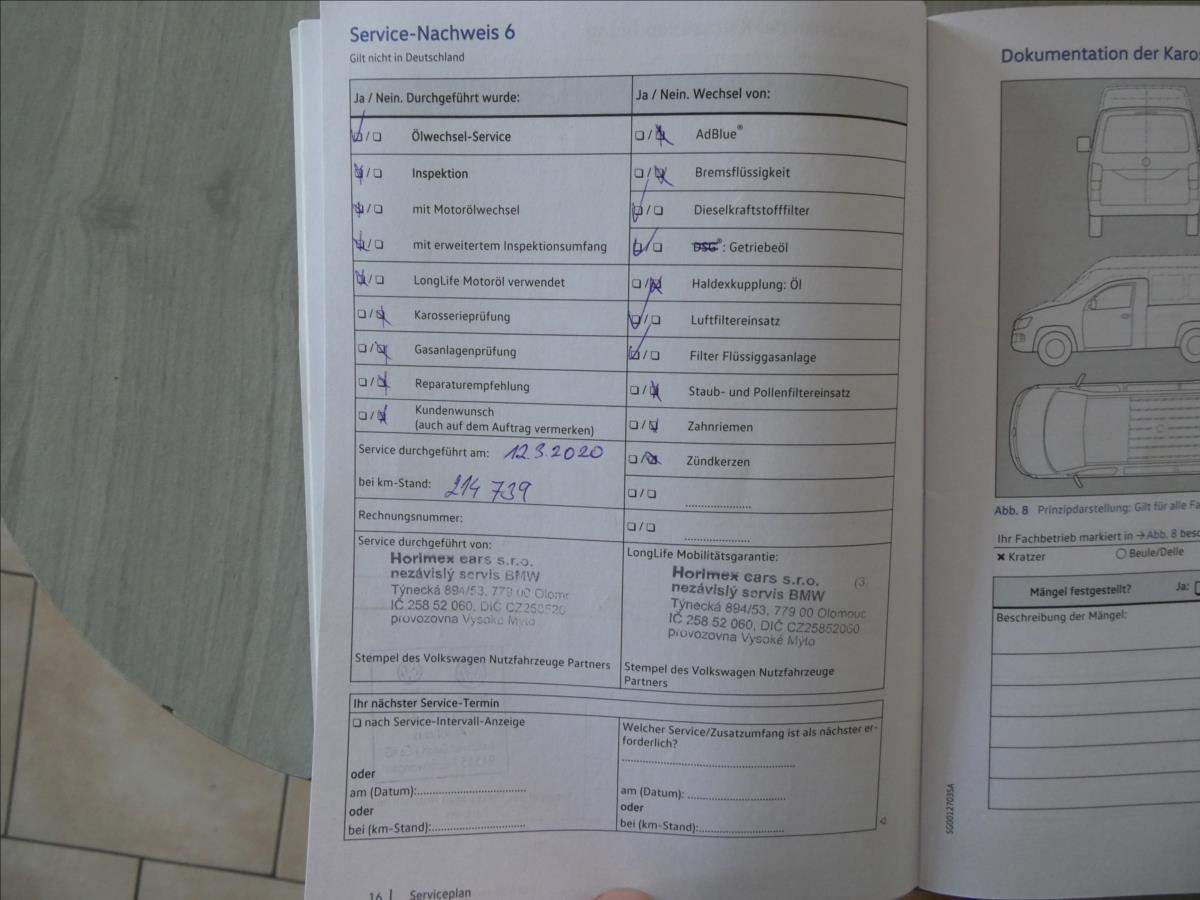 Service-Nachweis 6
Gilt nicht in Deutschland
Ja / Nein. Durchgeführt wurde:
Ölwechsel-Service
Inspektion
mit Motorölwechsel
mit erweitertem Inspektionsumfang
LongLife Motoröl verwendet
Karosserieprüfung
Gasanlagenprüfung
Reparaturempfehlung
Kundenwunsch
(auch auf dem Auftrag vermerken)
Service durchgeführt am: 12.3.2020
bei km-Stand: 214 739
Rechnungsnummer:
Service durchgeführt von:
Horimex cars s.r.o.
nezávislý servis BMW
Týnecká 894/53, 779 00 Olomc
IČ 258 52 060, DIČ CZ258520
provozovna Vysoké Mýto
Stempel des Volkswagen Nutzfahrzeuge Partners
Ja / Nein. Wechsel von:
AdBlue®
Bremsflüssigkeit
Dieselkraftstofffilter
DSG®: Getriebeöl
Haldexkupplung: Öl
Luftfiltereinsatz
Filter Flüssiggasanlage
Staub- und Pollenfiltereinsatz
Zahnriemen
Zündkerzen
LongLife Mobilitätsgarantie:
Horimex cars s.r.o. (3
nezávislý servis BMW
Týnecká 894/53, 779 00 Olomouc
IČ 258 52 060, DIČ CZ25852060
provozovna Vysoké Mýto
Stempel des Volkswagen Nutzfahrzeuge
Partners
Ihr nächster Service-Termin
nach Service-Intervall-Anzeige
oder
am (Datum):
oder
bei (km-Stand):
Welcher Service/Zusatzumfang ist als nächster er-
forderlich?
am (Datum):
oder
bei (km-Stand):
16 | Serviceplan
Dokumentation der Karos
Abb. 8 Prinzipdarstellung: Gilt für alle Fa
Ihr Fachbetrieb markiert in → Abb. 8 besc
Kratzer Beule/Delle
Mängel festgestellt? Ja:
Beschreibung der Mängel:
SG0012703SA